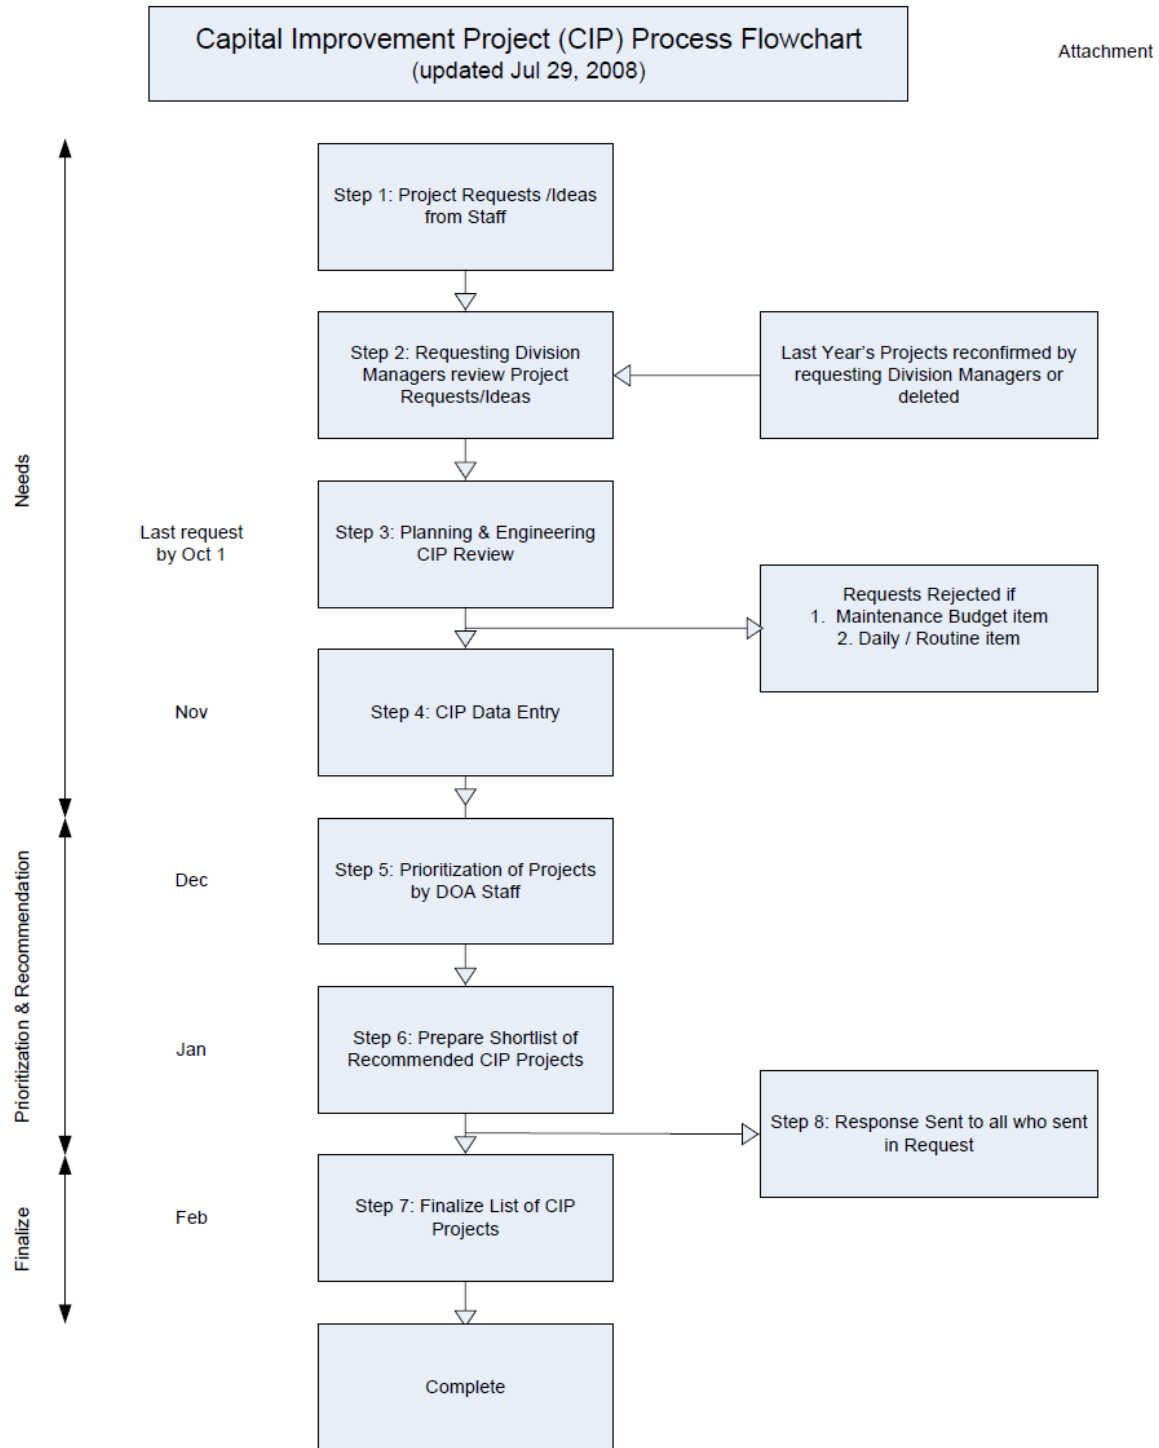 Capital Improvement Project (CIP) Process Flowchart
(updated Jul 29, 2008)
Attachment
Step 1: Project Requests /Ideas
from Staff
Step 2: Requesting Division
Managers review Project
Requests/Ideas
Last Year's Projects reconfirmed by
requesting Division Managers or
deleted
Needs
Last request
by Oct 1
Step 3: Planning & Engineering
CIP Review
Requests Rejected if
1. Maintenance Budget item
2. Daily / Routine item
Nov
Step 4: CIP Data Entry
Prioritization & Recommendation
Dec
Step 5: Prioritization of Projects
by DOA Staff
Jan
Step 6: Prepare Shortlist of
Recommended CIP Projects
Step 8: Response Sent to all who sent
in Request
Finalize
Feb
Step 7: Finalize List of CIP
Projects
Complete